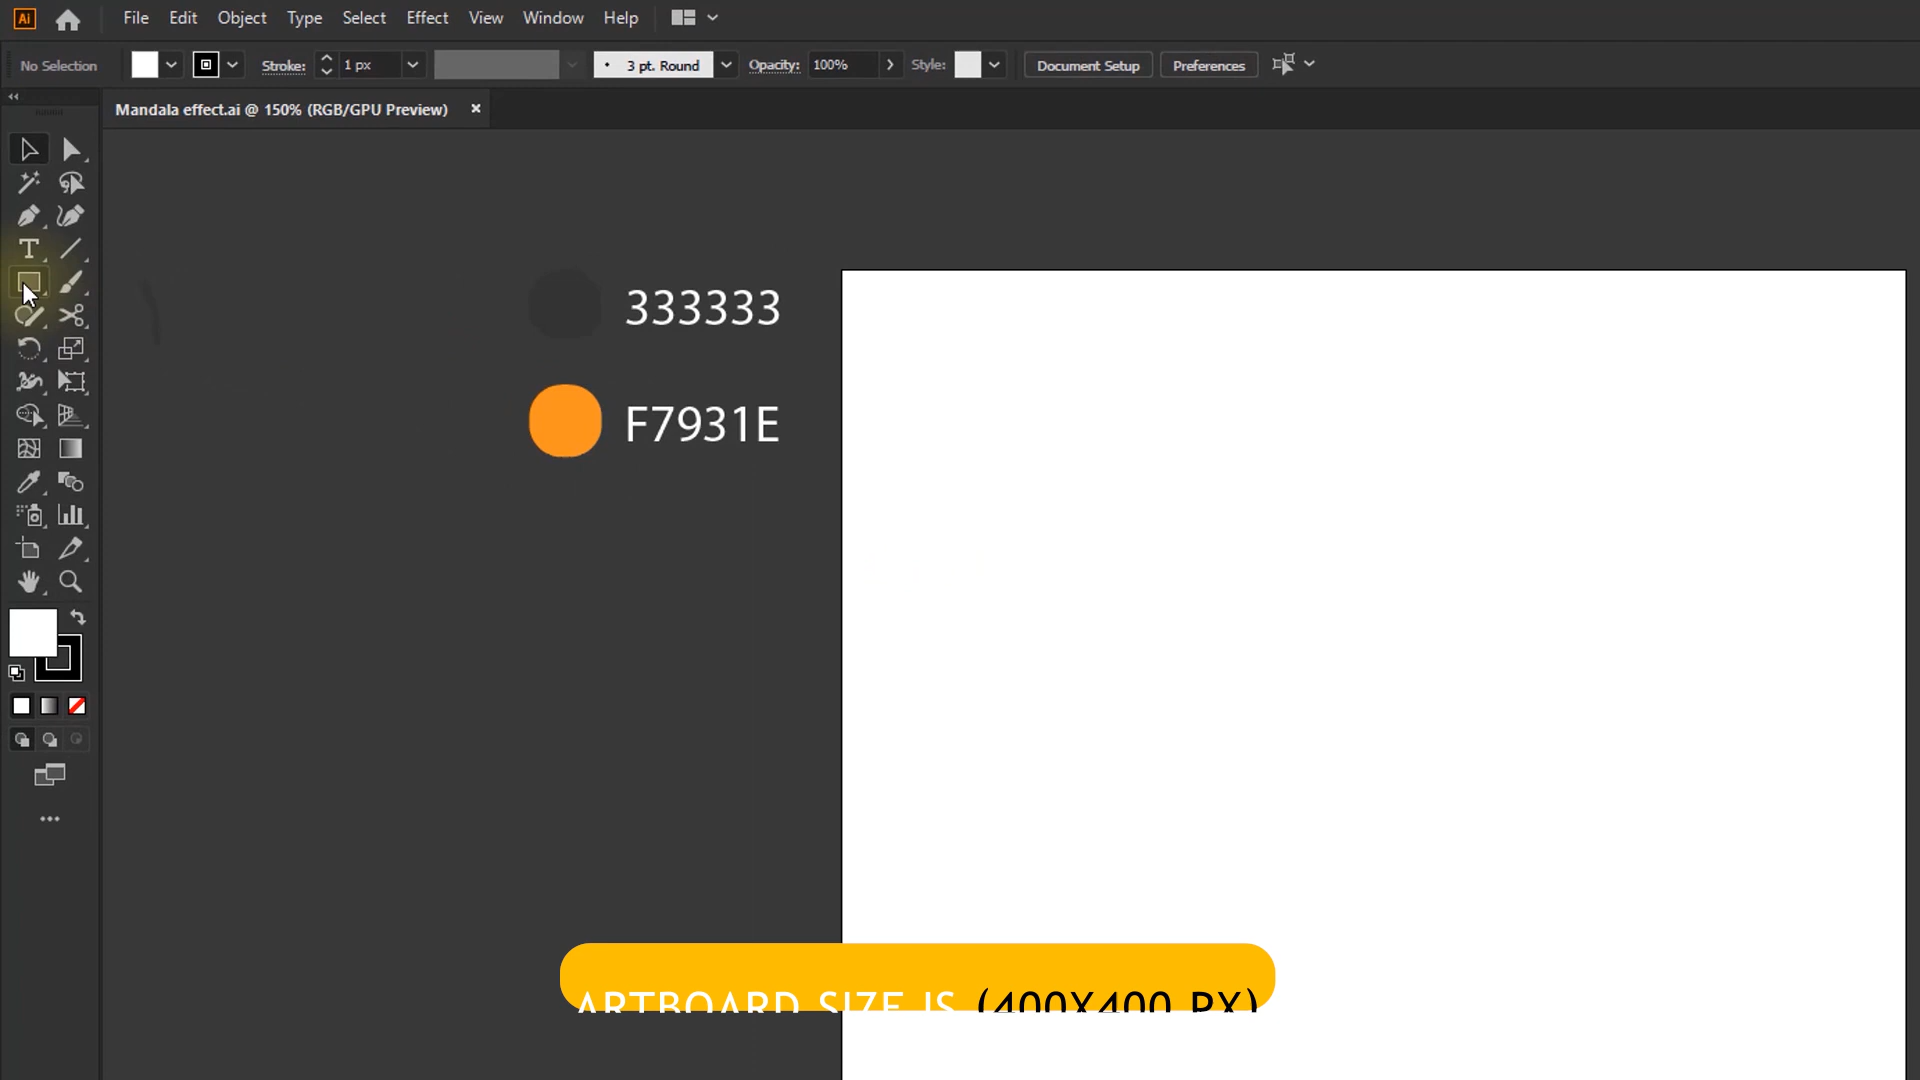 Ai
File Edit Object Type Select Effect View Window Help
No Selection Stroke: 1 px 3 pt. Round Opacity: 100% Style: Document Setup Preferences
Mandala effect.ai @ 150% (RGB/GPU Preview)
333333
F7931E
ARTBOARD SIZE IS (400X400 PX)